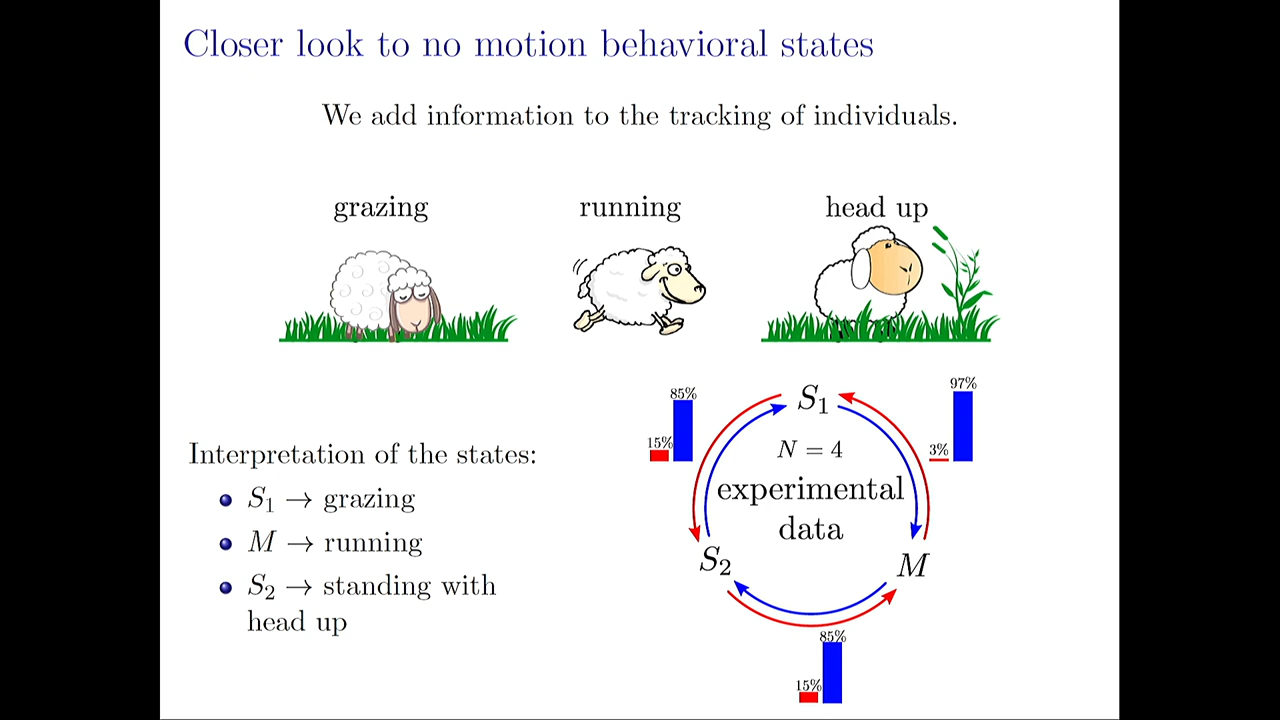 Closer look to no motion behavioral states
We add information to the tracking of individuals.
grazing running head up
85%
15%
97%
3%
S₁
N = 4
experimental
data
S₂
M
85%
15%
Interpretation of the states:
S₁ → grazing
M → running
S₂ → standing with
head up